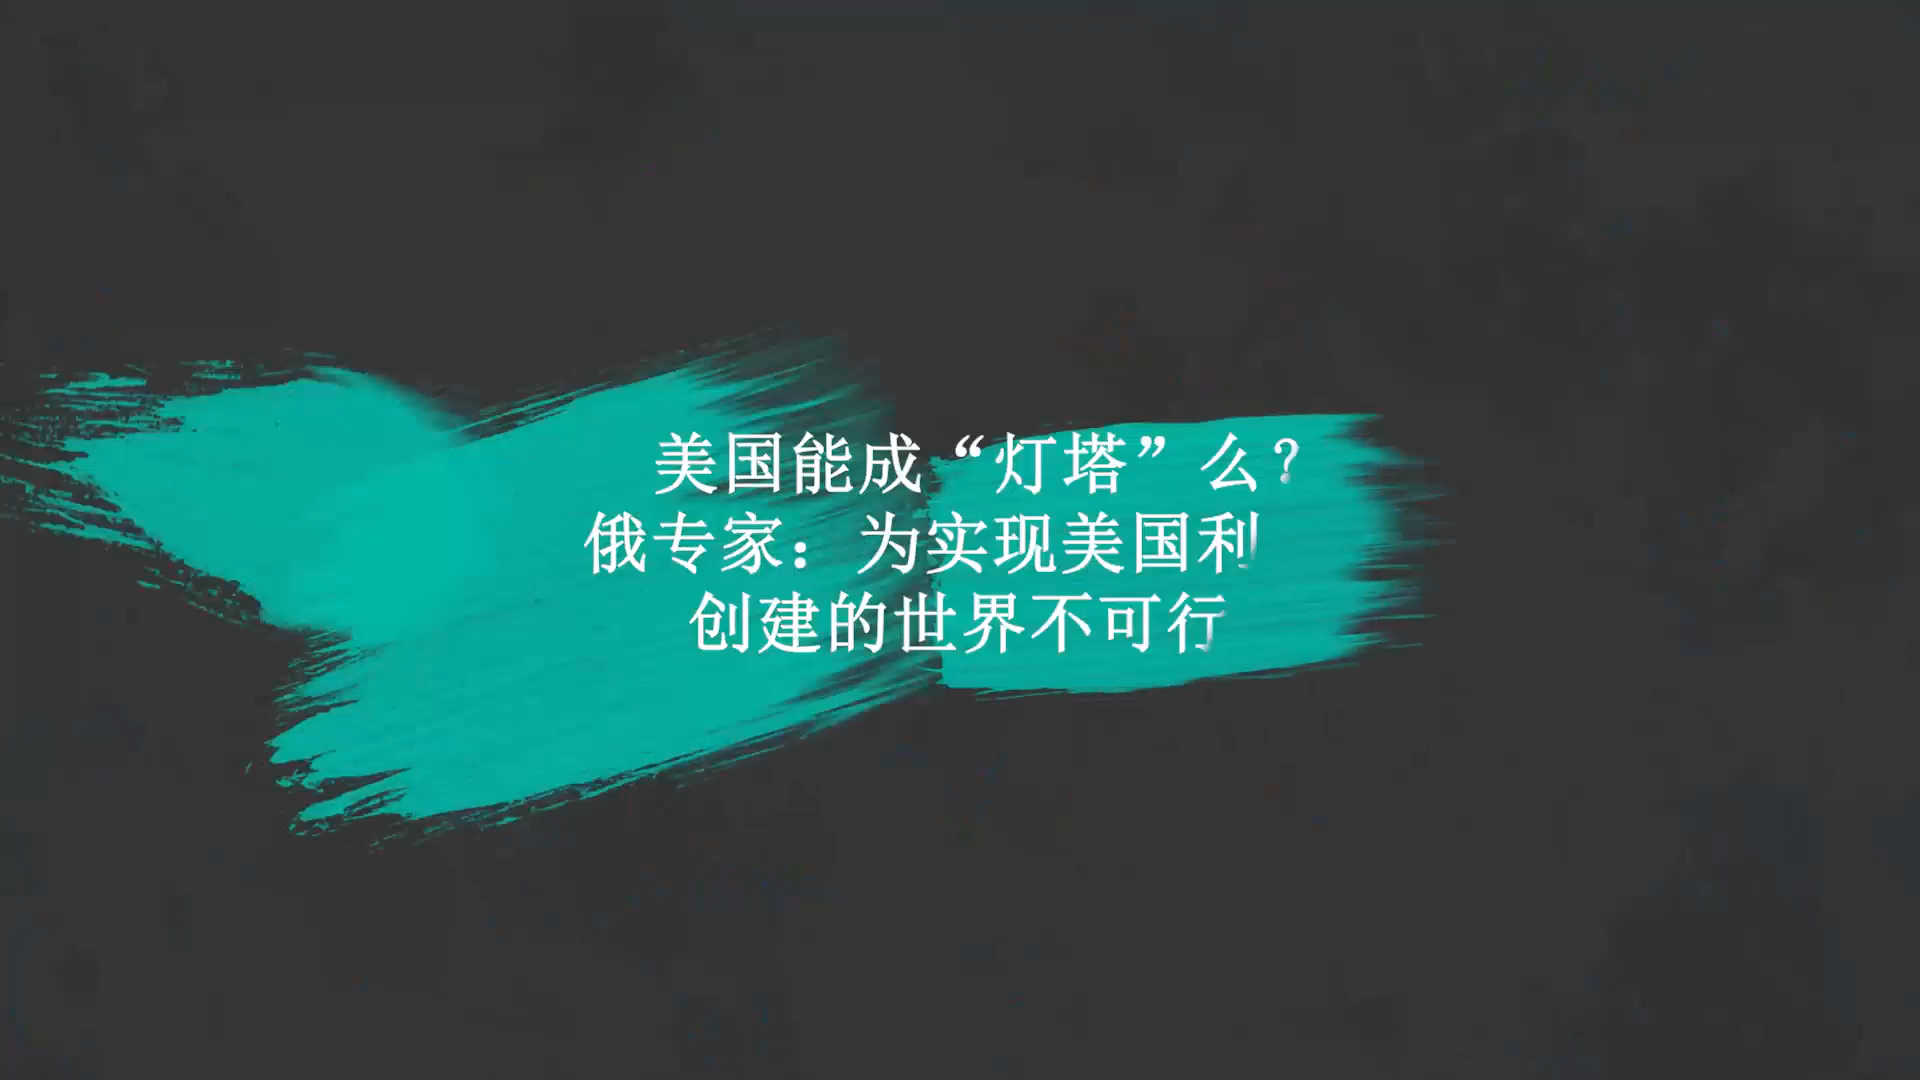 美国能成“灯塔”么？
俄专家：为实现美国利
创建的世界不可行